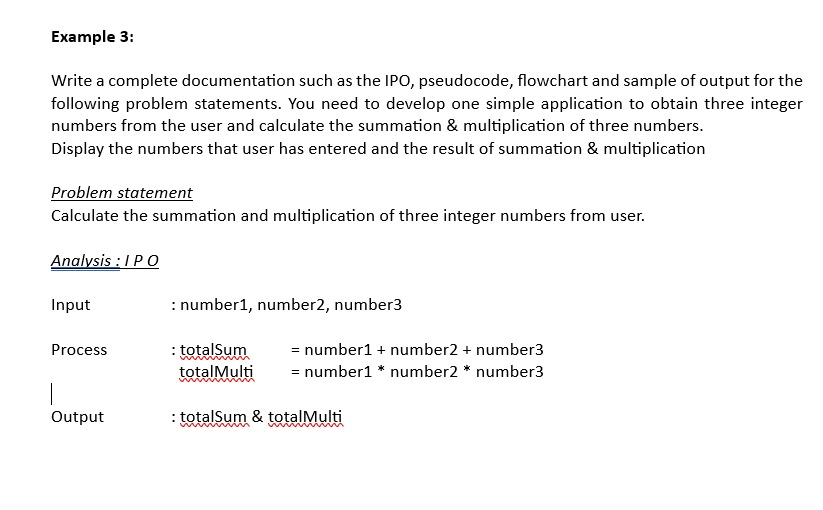 Example 3:
Write a complete documentation such as the IPO, pseudocode, flowchart and sample of output for the
following problem statements. You need to develop one simple application to obtain three integer
numbers from the user and calculate the summation & multiplication of three numbers.
Display the numbers that user has entered and the result of summation & multiplication
Problem statement
Calculate the summation and multiplication of three integer numbers from user.
Analysis : I P O
Input : number1, number2, number3
Process : totalSum = number1 + number2 + number3
totalMulti = number1 * number2 * number3
Output : totalSum & totalMulti